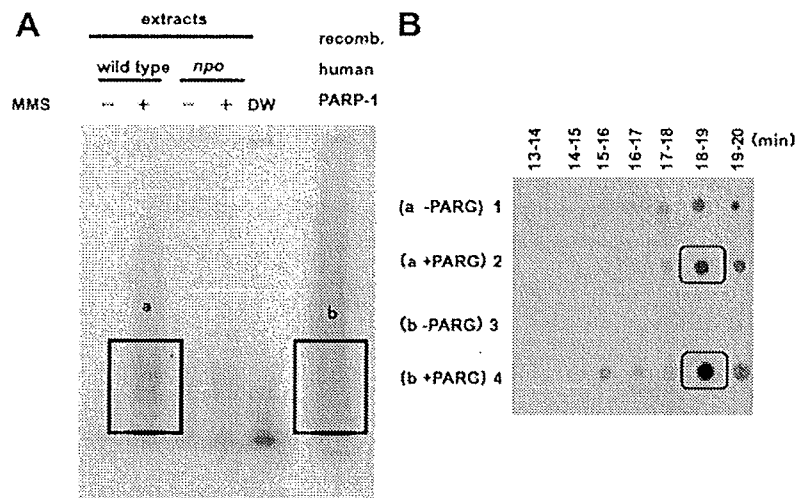 A
extracts
wild type npo
recomb.
human
PARP-1
MMS – + – + DW
a
b
B
13-14 14-15 15-16 16-17 17-18 18-19 19-20 (min)
(a -PARG) 1
(a +PARG) 2
(b -PARG) 3
(b +PARG) 4